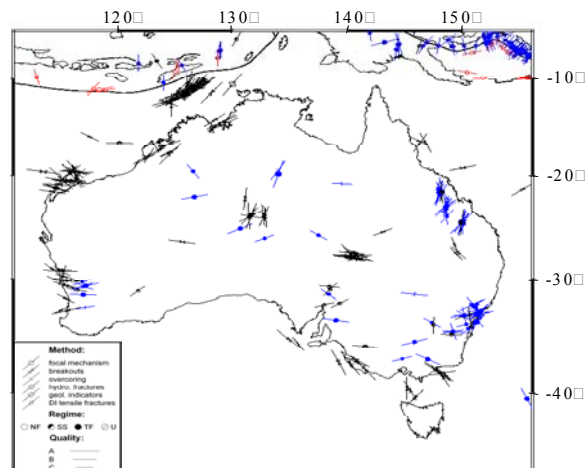 120□ 130□ 140□ 150□
-10□
-20□
-30□
-40□
Method:
focal mechanism
breakouts
overcoring
hydro. fractures
geol. indicators
DI tensile fractures
Regime:
NF SS TF U
Quality:
A
B
C